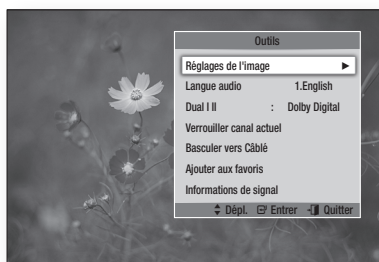 Outils
Réglages de l'image ►
Langue audio 1.English
Dual I II : Dolby Digital
Verrouiller canal actuel
Basculer vers Câblé
Ajouter aux favoris
Informations de signal
Dépl. Entrer Quitter